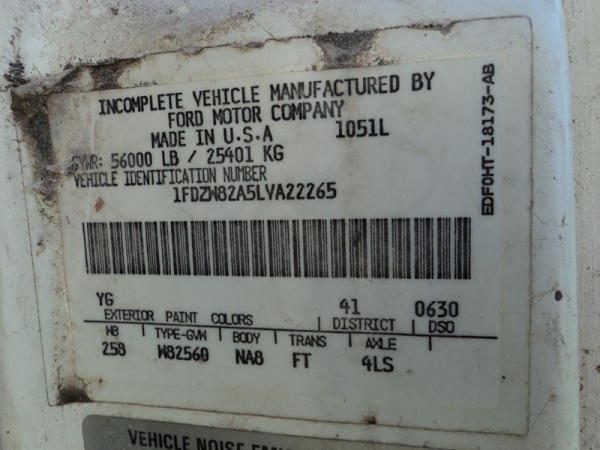 INCOMPLETE VEHICLE MANUFACTURED BY
FORD MOTOR COMPANY
MADE IN U.S.A 1051L
GVWR: 56000 LB / 25401 KG
VEHICLE IDENTIFICATION NUMBER
1FDZW82A5LVA22265
EDF0HT-18173-AB
YG 41 0630
EXTERIOR PAINT COLORS DISTRICT DSO
WB TYPE-GVW BODY TRANS AXLE
258 W82560 NA8 FT 4LS
VEHICLE NOISE